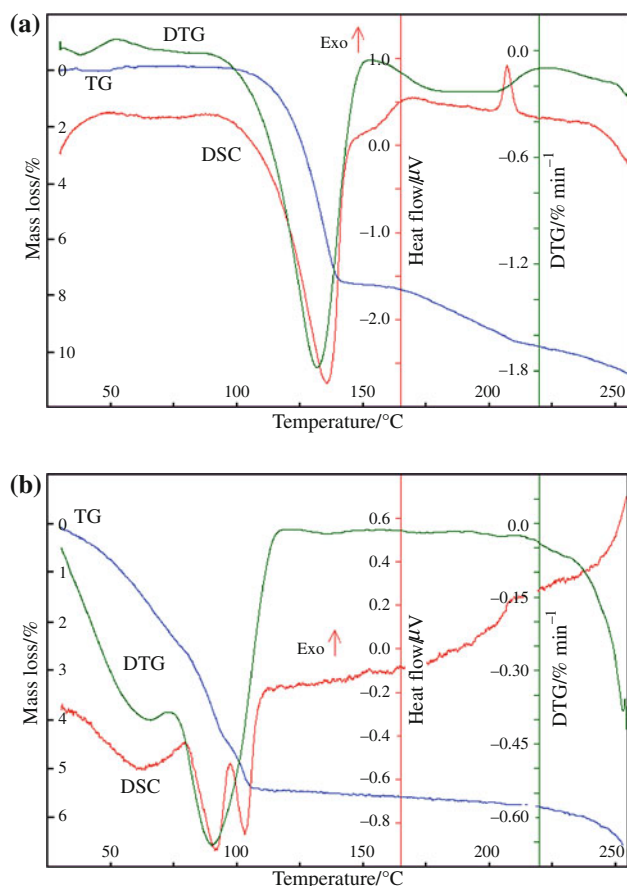 (a)
DTG
TG
DSC
Exo
Mass loss/%
0
2
4
6
8
10
Heat flow/µV
1.0
0.0
−1.0
−2.0
DTG/% min−1
0.0
−0.6
−1.2
−1.8
50 100 150 200 250
Temperature/°C
(b)
TG
DTG
DSC
Exo
Mass loss/%
0
1
2
3
4
5
6
Heat flow/µV
0.6
0.4
0.2
0.0
−0.2
−0.4
−0.6
−0.8
DTG/% min−1
0.0
−0.15
−0.30
−0.45
−0.60
50 100 150 200 250
Temperature/°C